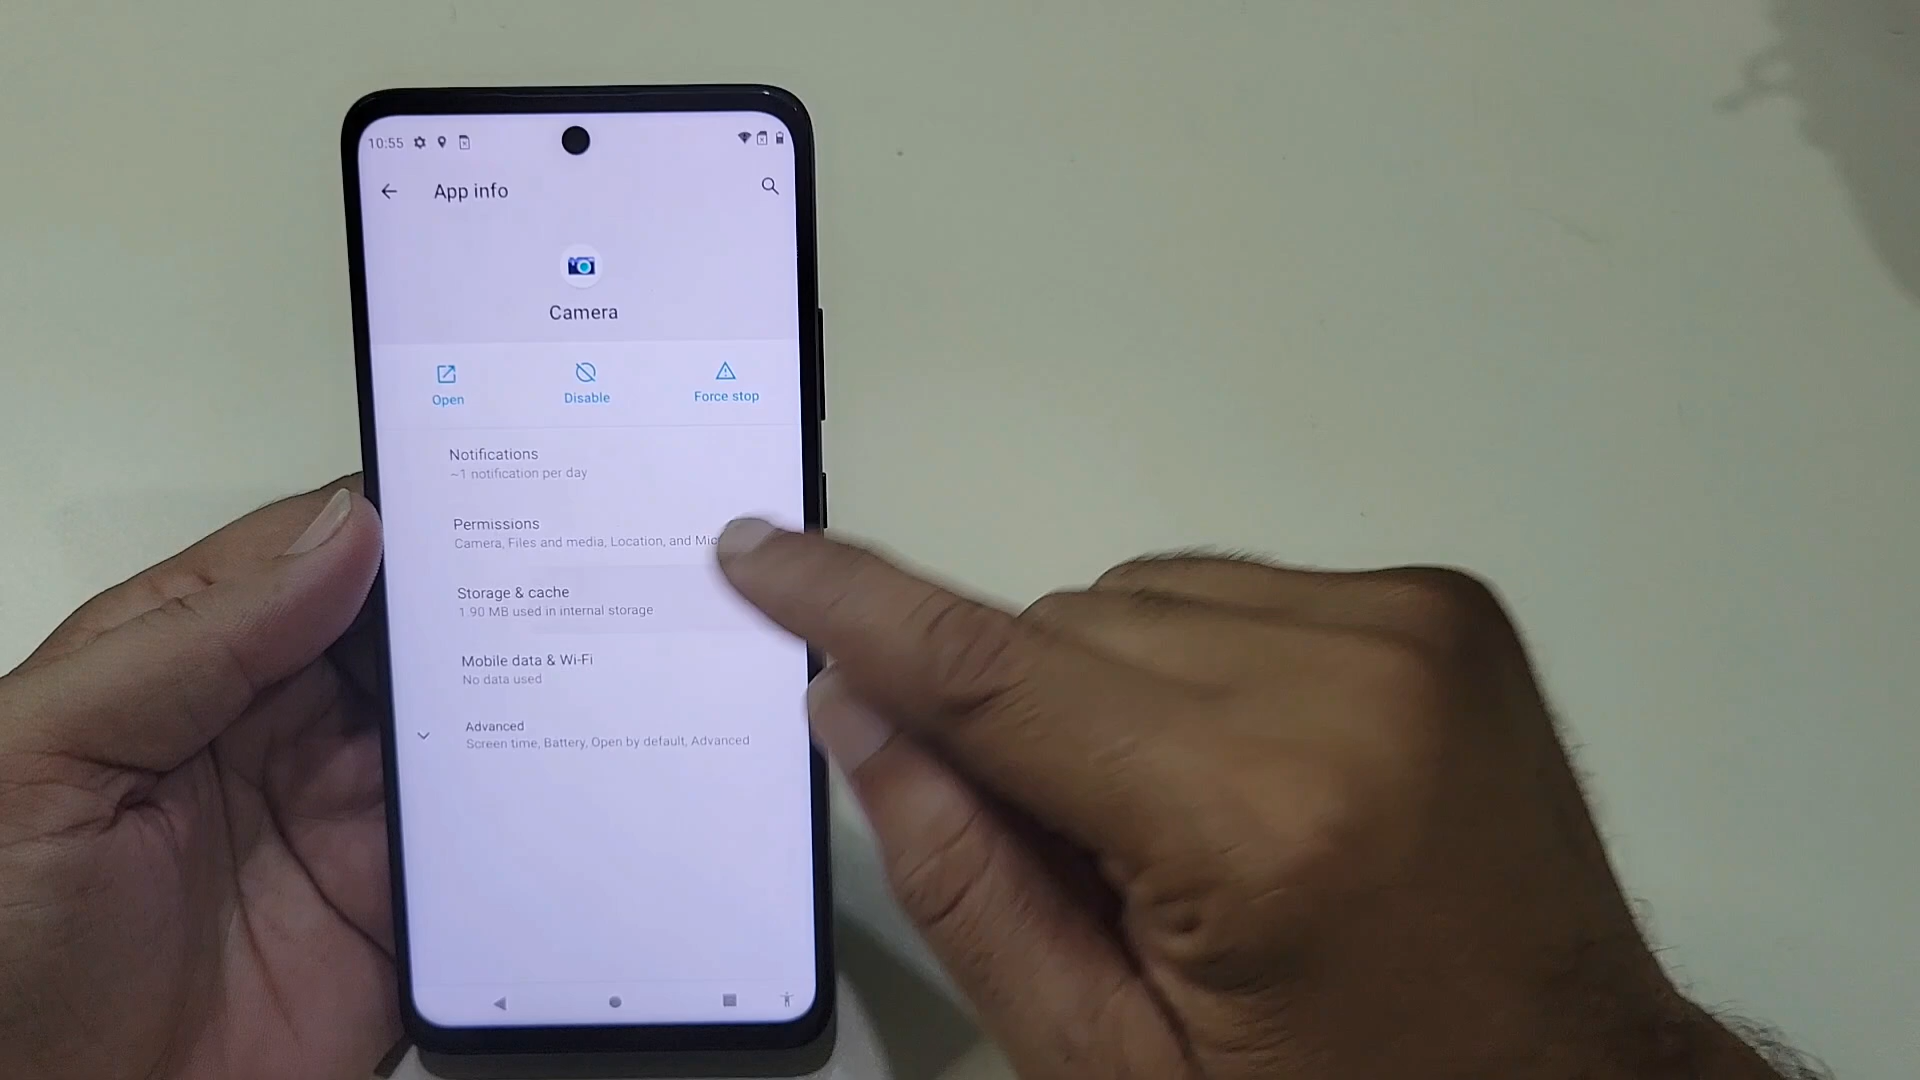 10:55
App info
Camera
Open
Disable
Force stop
Notifications
~1 notification per day
Permissions
Camera, Files and media, Location, and
Storage & cache
1.90 MB used in internal storage
Mobile data & Wi-Fi
No data used
Advanced
Screen time, Battery, Open by default, Advanced